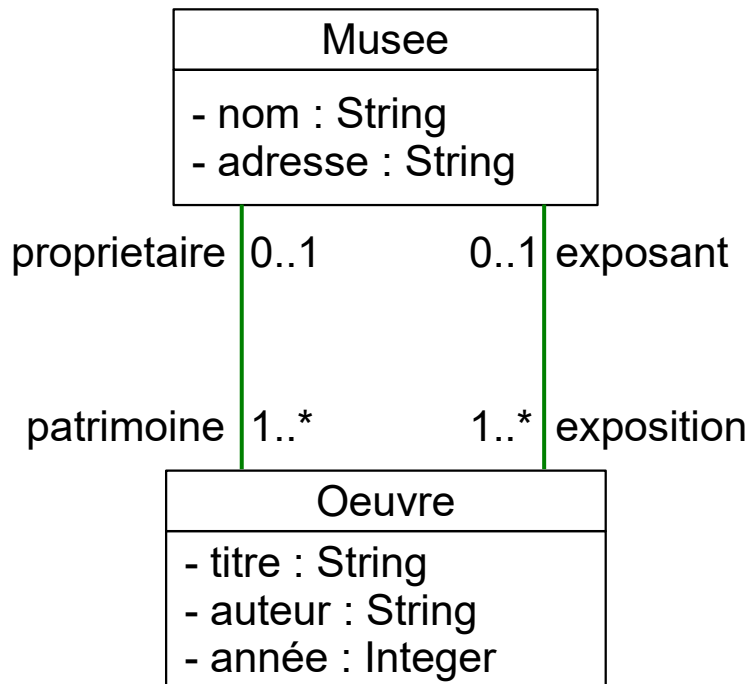 Musee
- nom : String
- adresse : String
proprietaire 0..1 0..1 exposant
patrimoine 1..* 1..* exposition
Oeuvre
- titre : String
- auteur : String
- année : Integer